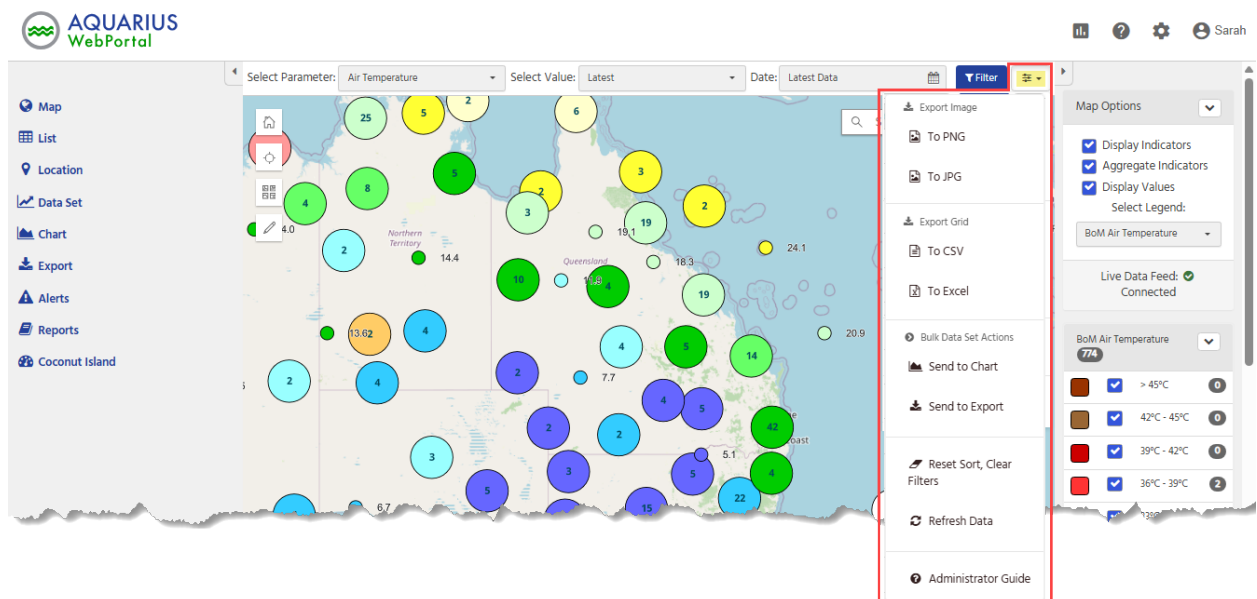 AQUARIUS
WebPortal
Sarah
Select Parameter: Air Temperature Select Value: Latest Date: Latest Data Filter
Map
List
Location
Data Set
Chart
Export
Alerts
Reports
Coconut Island
25
5
2
6
5
3
8
4
2
2
3
19
4.0
19.1
Northern
Territory
2
14.4
24.1
Queensland
18.3
10
11.9
4
19
13.6
2
4
4
5
14
20.9
2
4
2
7.7
4
5
2
2
42
oast
3
3
5.1
5
4
5
22
6.7
15
Export Image
To PNG
To JPG
Export Grid
To CSV
To Excel
Bulk Data Set Actions
Send to Chart
Send to Export
Reset Sort, Clear
Filters
Refresh Data
Administrator Guide
Map Options
Display Indicators
Aggregate Indicators
Display Values
Select Legend:
BoM Air Temperature
Live Data Feed:
Connected
BoM Air Temperature
774
> 45°C 0
42°C - 45°C 0
39°C - 42°C 0
36°C - 39°C 2